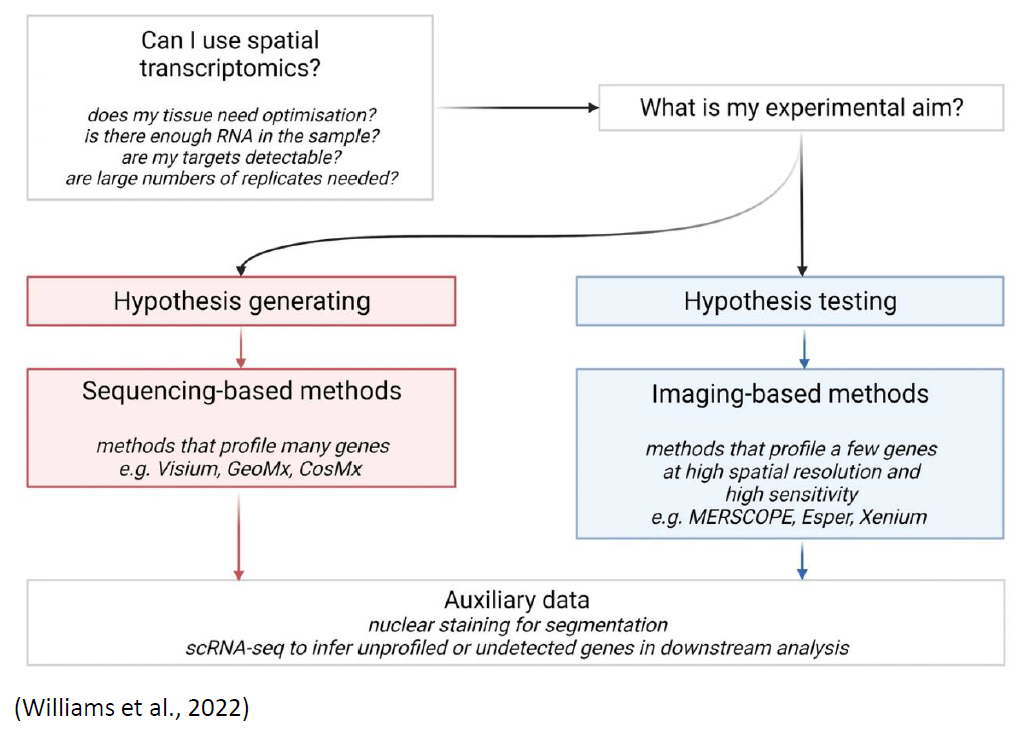 Can I use spatial
transcriptomics?
does my tissue need optimisation?
is there enough RNA in the sample?
are my targets detectable?
are large numbers of replicates needed?
What is my experimental aim?
Hypothesis generating
Hypothesis testing
Sequencing-based methods
methods that profile many genes
e.g. Visium, GeoMx, CosMx
Imaging-based methods
methods that profile a few genes
at high spatial resolution and
high sensitivity
e.g. MERSCOPE, Esper, Xenium
Auxiliary data
nuclear staining for segmentation
scRNA-seq to infer unprofiled or undetected genes in downstream analysis
(Williams et al., 2022)